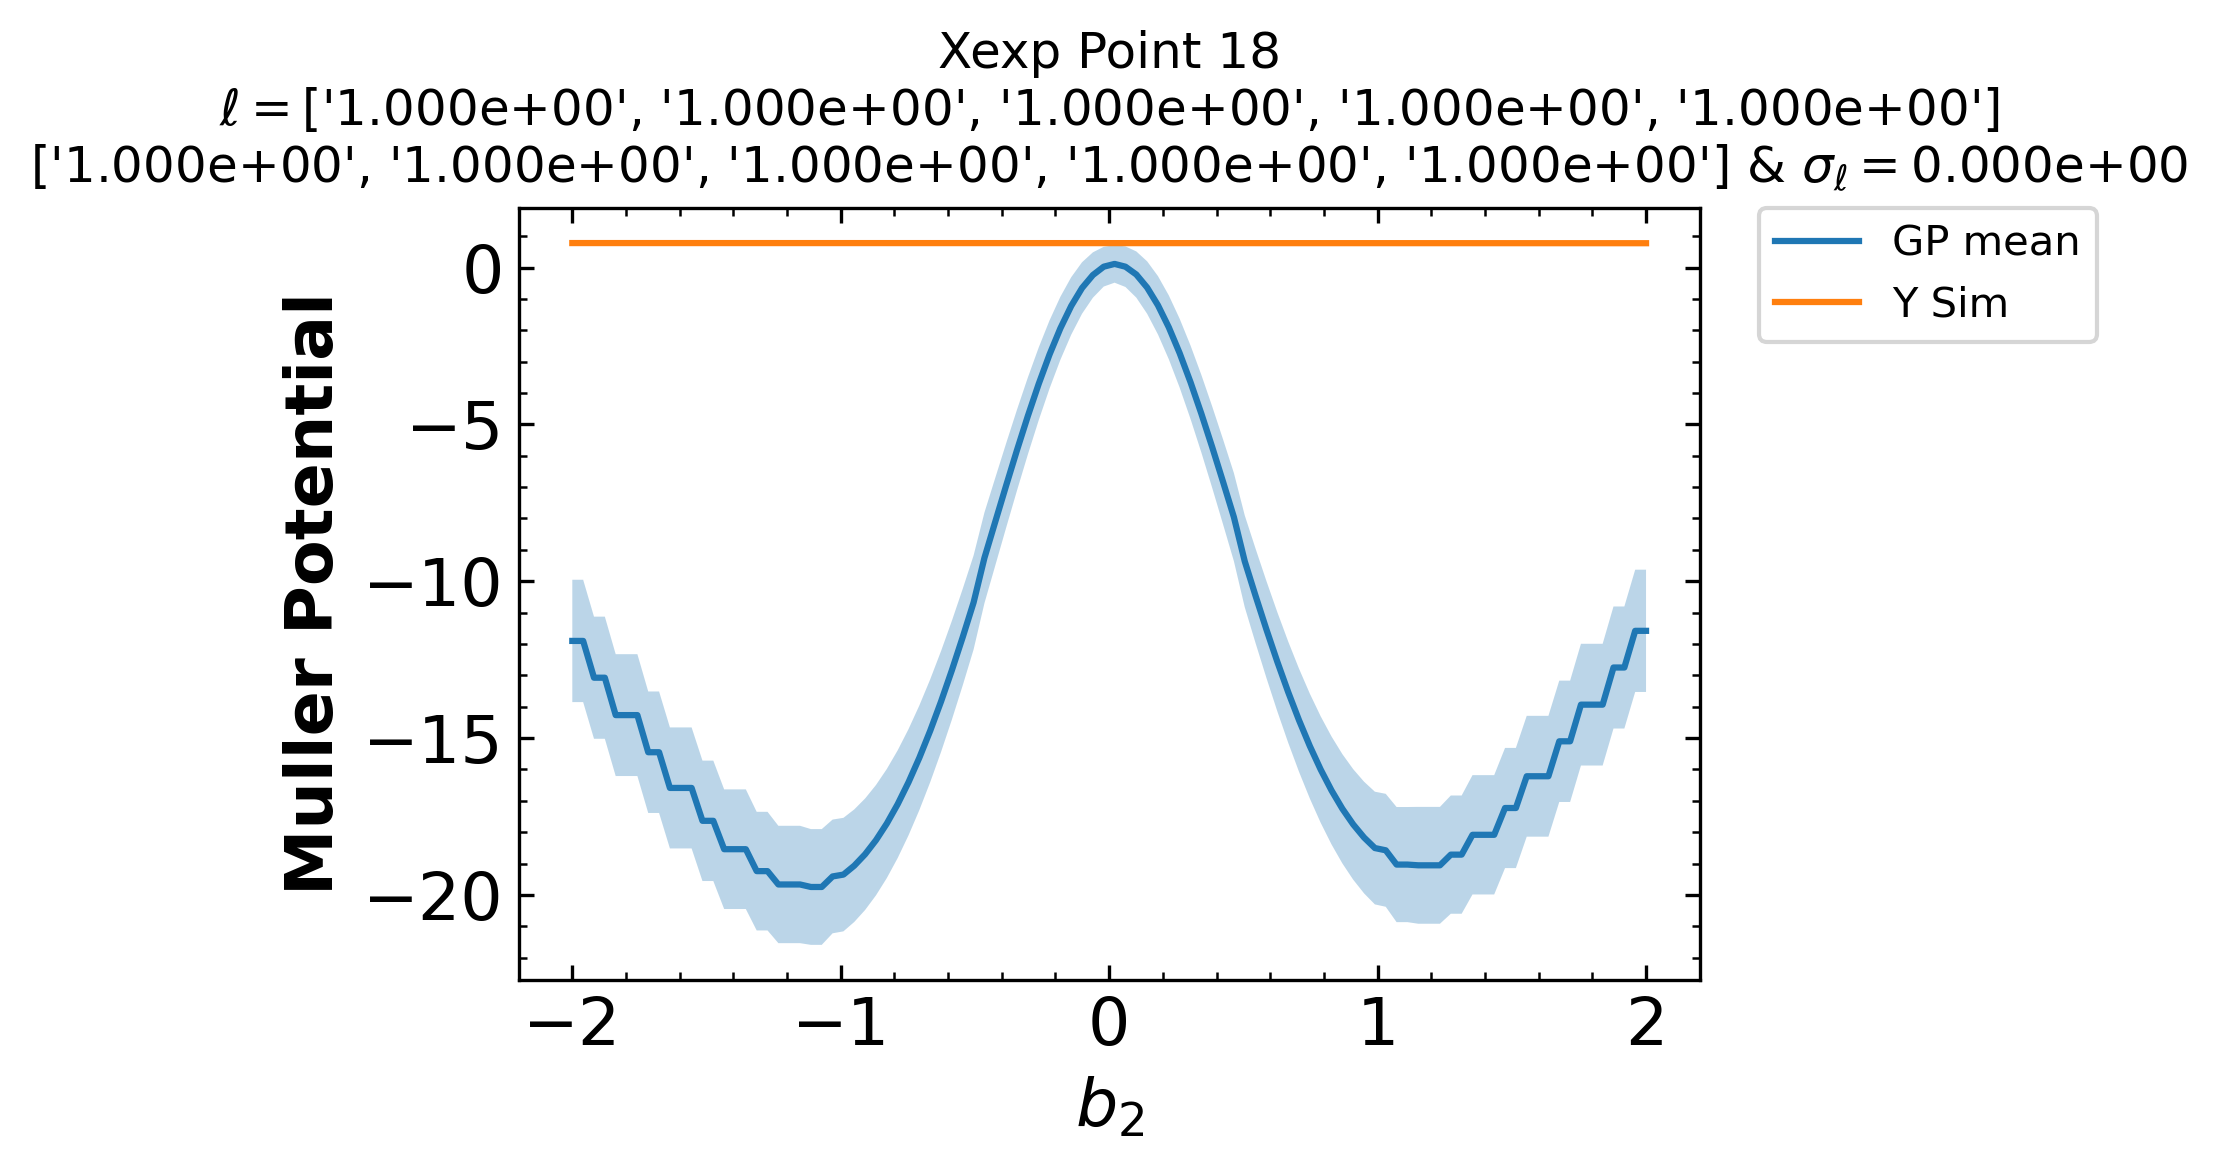 Xexp Point 18
ℓ = ['1.000e+00', '1.000e+00', '1.000e+00', '1.000e+00', '1.000e+00']
['1.000e+00', '1.000e+00', '1.000e+00', '1.000e+00', '1.000e+00'] & σℓ = 0.000e+00
GP mean
Y Sim
Muller Potential
0
−5
−10
−15
−20
−2 −1 0 1 2
b2